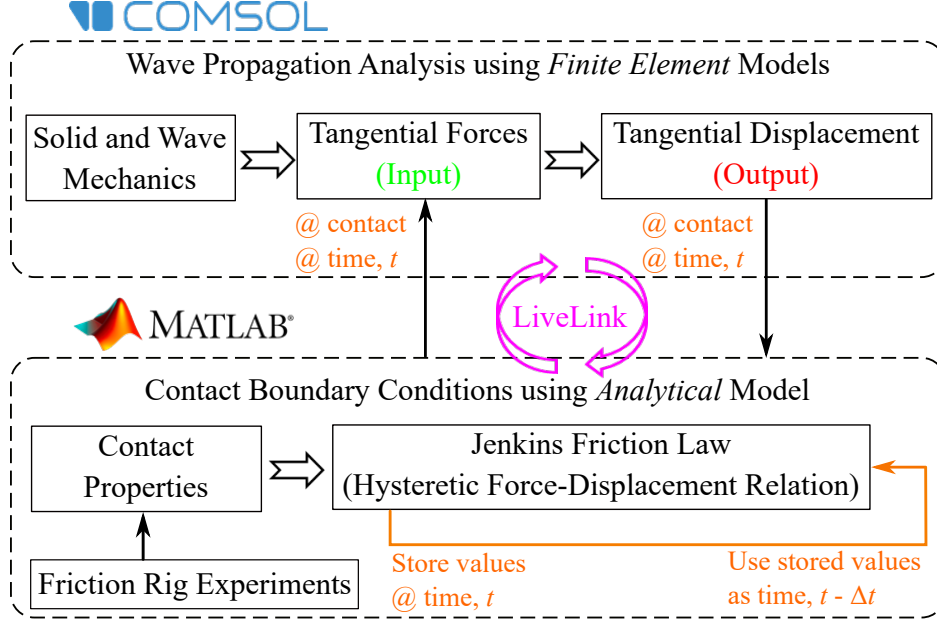 COMSOL
Wave Propagation Analysis using Finite Element Models
Solid and Wave
Mechanics
Tangential Forces
(Input)
Tangential Displacement
(Output)
@ contact
@ time, t
@ contact
@ time, t
LiveLink
MATLAB®
Contact Boundary Conditions using Analytical Model
Contact
Properties
Jenkins Friction Law
(Hysteretic Force-Displacement Relation)
Friction Rig Experiments
Store values
@ time, t
Use stored values
as time, t - Δt